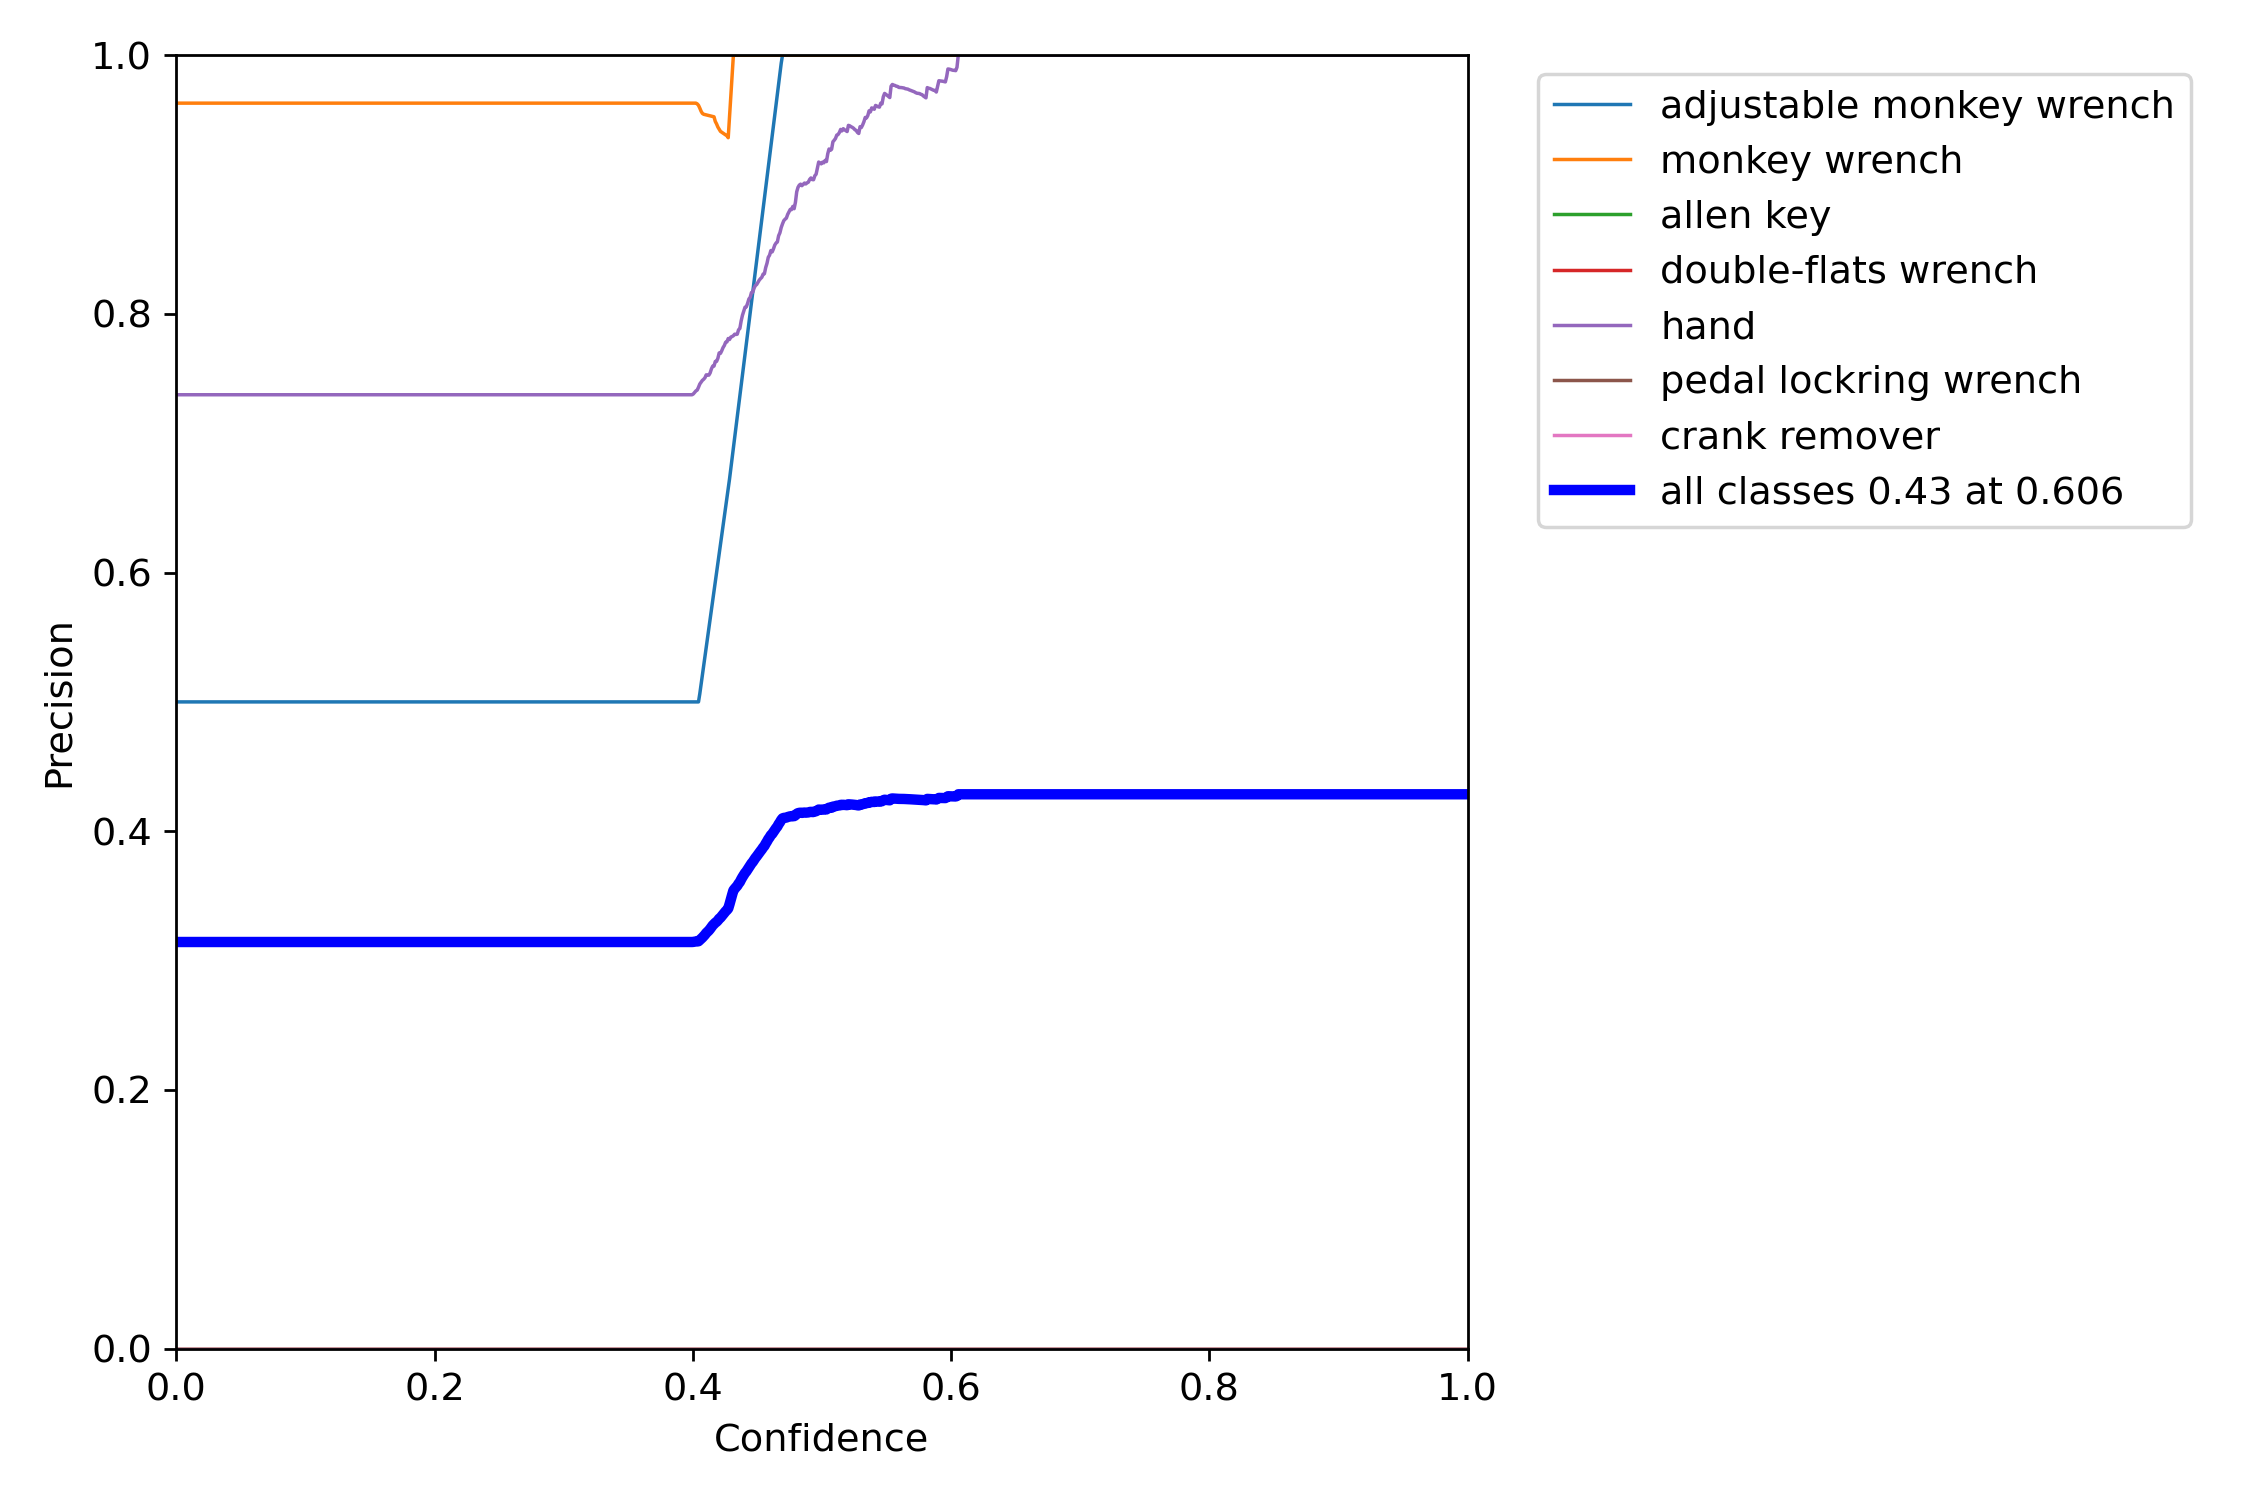 1.0
0.8
0.6
0.4
0.2
0.0
Precision
0.0 0.2 0.4 0.6 0.8 1.0
Confidence
adjustable monkey wrench
monkey wrench
allen key
double-flats wrench
hand
pedal lockring wrench
crank remover
all classes 0.43 at 0.606